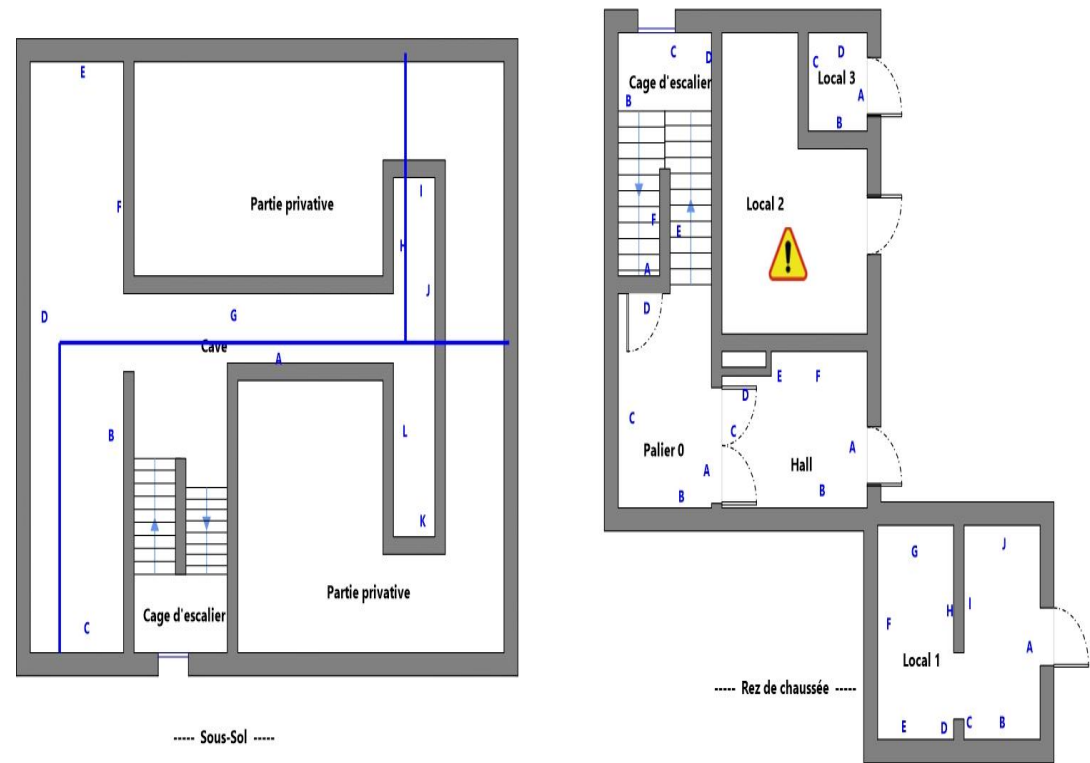 E
F
Partie privative
I
H
J
D
G
Cave
A
B
L
K
Cage d'escalier
Partie privative
C
----- Sous-Sol -----
C
D
Cage d'escalier
B
F
E
A
D
C
Local 3
A
B
Local 2
!
D
C
Palier 0
A
B
D
C
E
F
Hall
A
B
G
J
H
I
F
A
Local 1
E
D
C
B
----- Rez de chaussée -----